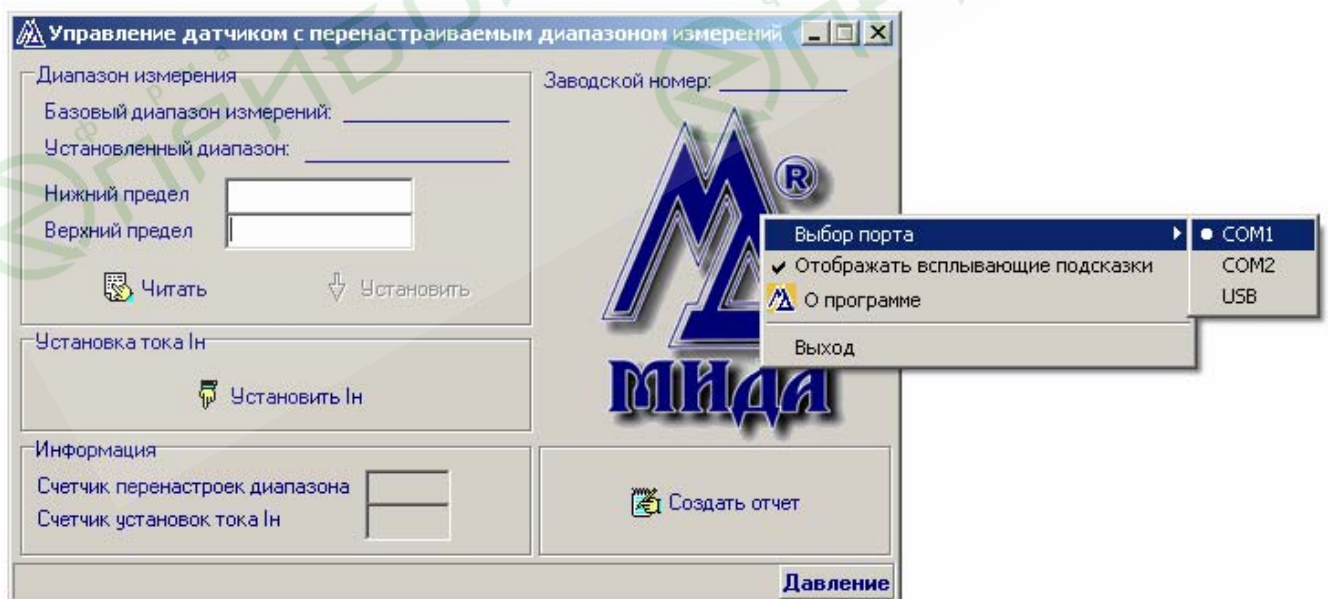 Управление датчиком с перенастраиваемым диапазоном измерений
Диапазон измерения
Базовый диапазон измерений:
Установленный диапазон:
Нижний предел
Верхний предел
Читать
Установить
Установка тока Iн
Установить Iн
Информация
Счетчик перенастроек диапазона
Счетчик установок тока Iн
Заводской номер:
®
МИДА
Выбор порта
Отображать всплывающие подсказки
О программе
Выход
COM1
COM2
USB
Создать отчет
Давление